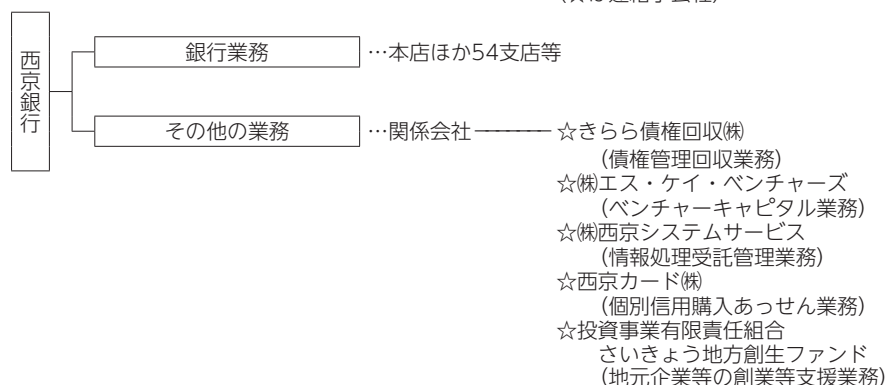 西京銀行
銀行業務 …本店ほか54支店等
その他の業務 …関係会社 ☆きらら債権回収㈱
(債権管理回収業務)
☆㈱エス・ケイ・ベンチャーズ
(ベンチャーキャピタル業務)
☆㈱西京システムサービス
(情報処理受託管理業務)
☆西京カード㈱
(個別信用購入あっせん業務)
☆投資事業有限責任組合
さいきょう地方創生ファンド
(地元企業等の創業等支援業務)